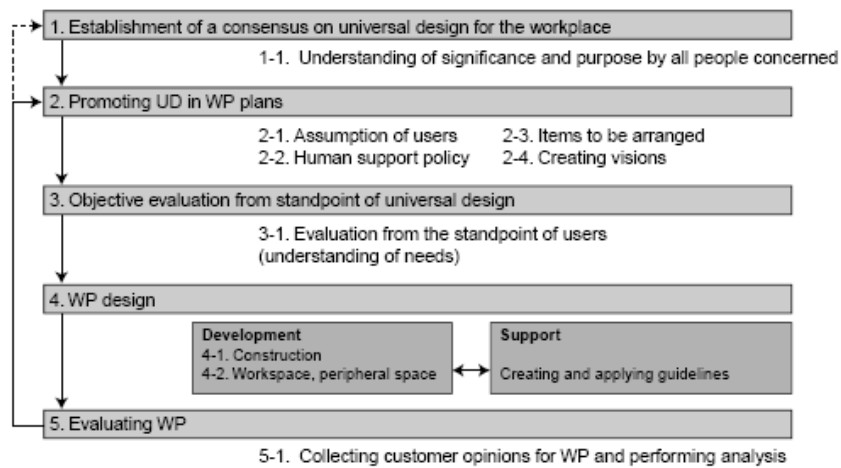 1. Establishment of a consensus on universal design for the workplace
1-1. Understanding of significance and purpose by all people concerned
2. Promoting UD in WP plans
2-1. Assumption of users 2-3. Items to be arranged
2-2. Human support policy 2-4. Creating visions
3. Objective evaluation from standpoint of universal design
3-1. Evaluation from the standpoint of users
(understanding of needs)
4. WP design
Development Support
4-1. Construction
4-2. Workspace, peripheral space Creating and applying guidelines
5. Evaluating WP
5-1. Collecting customer opinions for WP and performing analysis